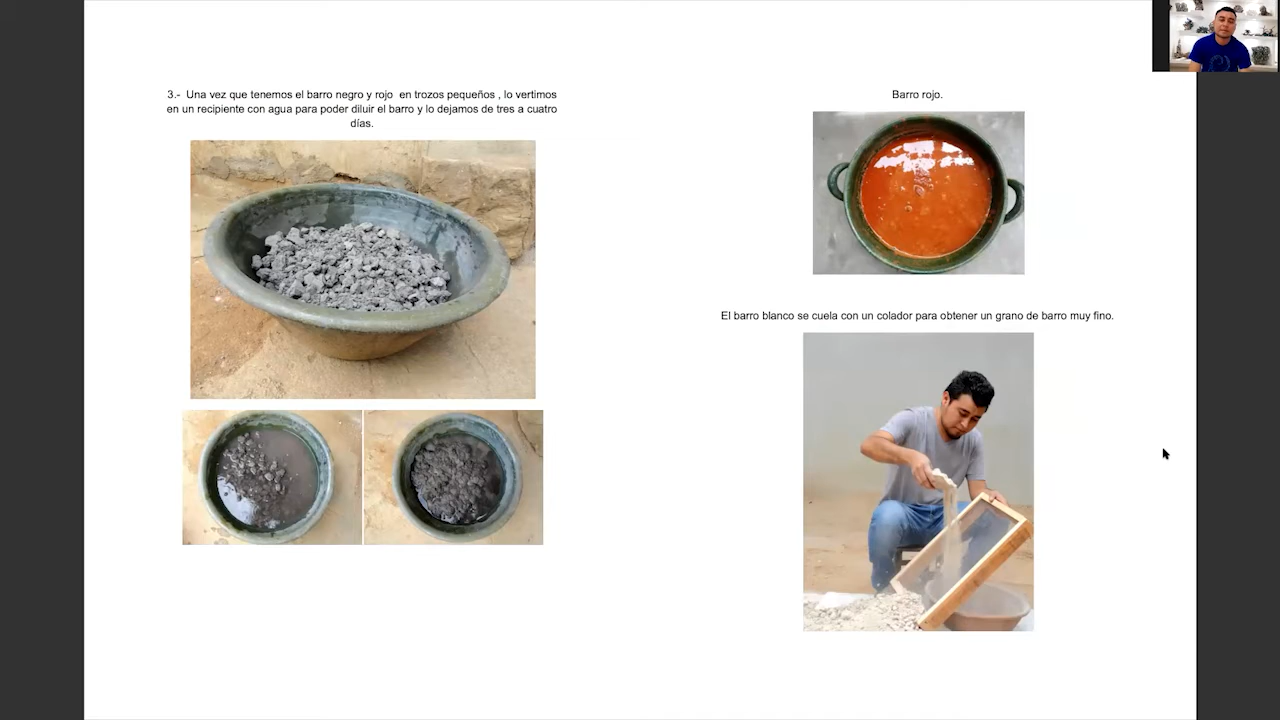 3.- Una vez que tenemos el barro negro y rojo en trozos pequeños , lo vertimos
en un recipiente con agua para poder diluir el barro y lo dejamos de tres a cuatro
días.
Barro rojo.
El barro blanco se cuela con un colador para obtener un grano de barro muy fino.